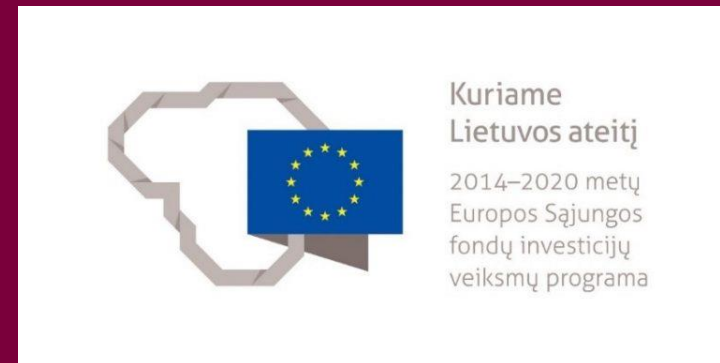 Kuriame
Lietuvos ateitį
2014–2020 metų
Europos Sąjungos
fondų investicijų
veiksmų programa